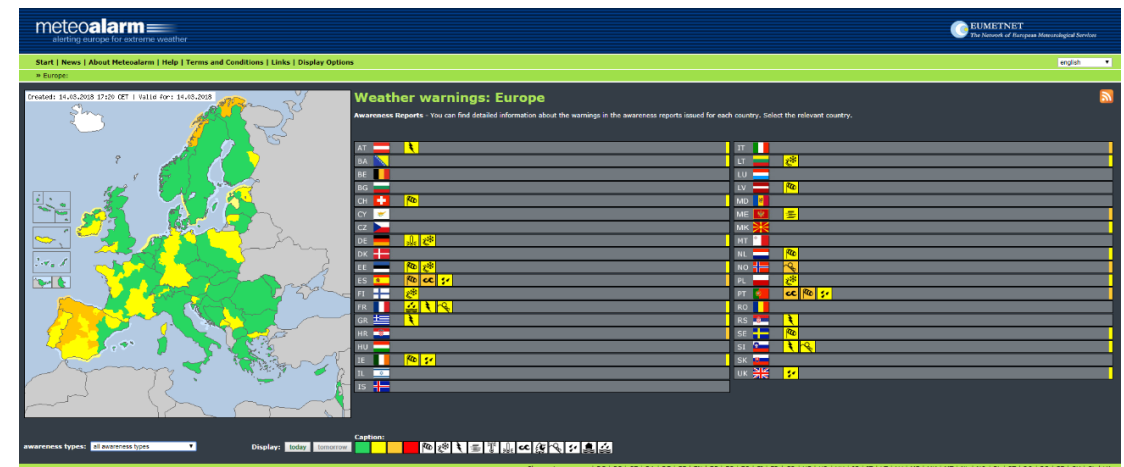 meteoalarm
alerting europe for extreme weather
EUMETNET
The Network of European Meteorological Services
Start | News | About Meteoalarm | Help | Terms and Conditions | Links | Display Options
english
» Europe:
Created: 14.03.2018 17:20 CET | Valid for: 14.03.2018
Weather warnings: Europe
Awareness Reports - You can find detailed information about the warnings in the awareness reports issued for each country. Select the relevant country.
AT
BA
BE
BG
CH
CY
CZ
DE
DK
EE
ES
FI
FR
GR
HR
HU
IE
IL
IS
IT
LT
LU
LV
MD
ME
MK
MT
NL
NO
PL
PT
RO
RS
SE
SI
SK
UK
awareness types: all awareness types
Display: today tomorrow
Caption: